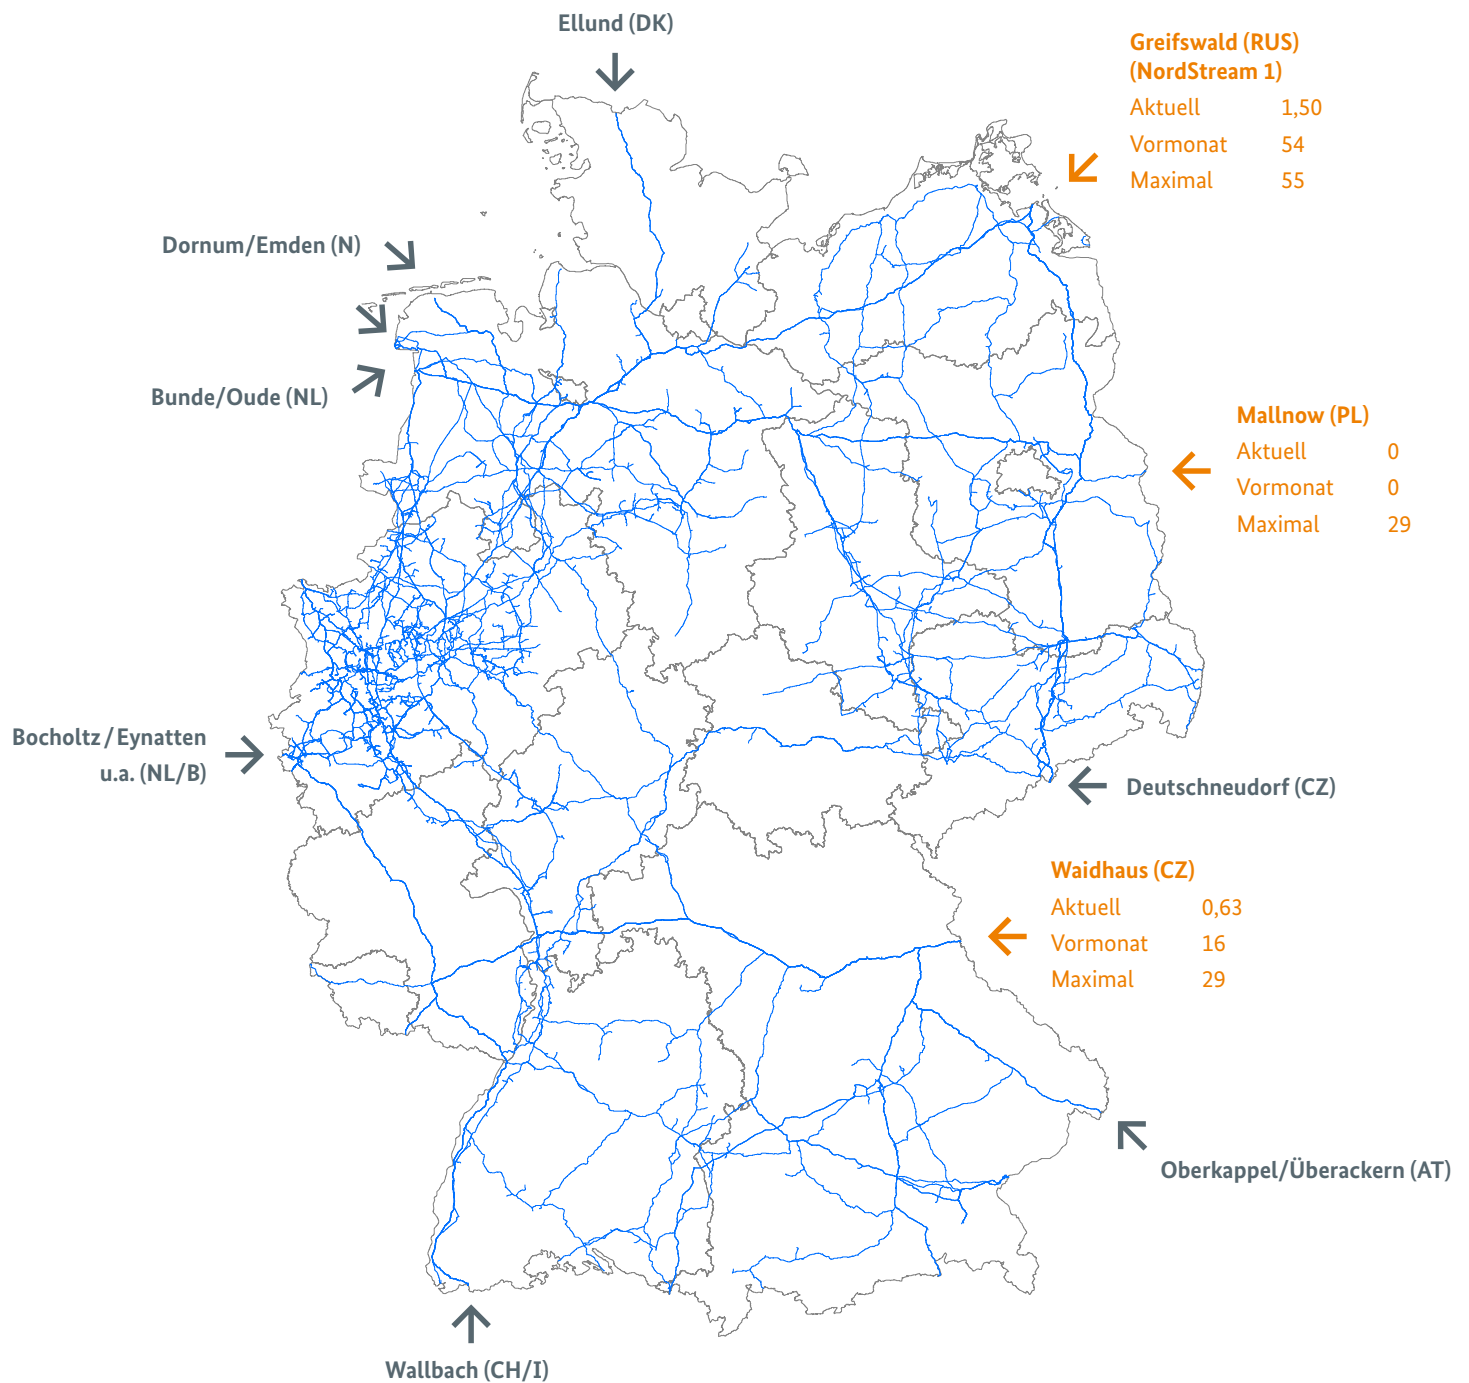 Ellund (DK)
Greifswald (RUS)
(NordStream 1)
Aktuell 1,50
Vormonat 54
Maximal 55
Dornum/Emden (N)
Bunde/Oude (NL)
Mallnow (PL)
Aktuell 0
Vormonat 0
Maximal 29
Bocholtz / Eynatten
u.a. (NL/B)
Deutschneudorf (CZ)
Waidhaus (CZ)
Aktuell 0,63
Vormonat 16
Maximal 29
Oberkappel/Überackern (AT)
Wallbach (CH/I)